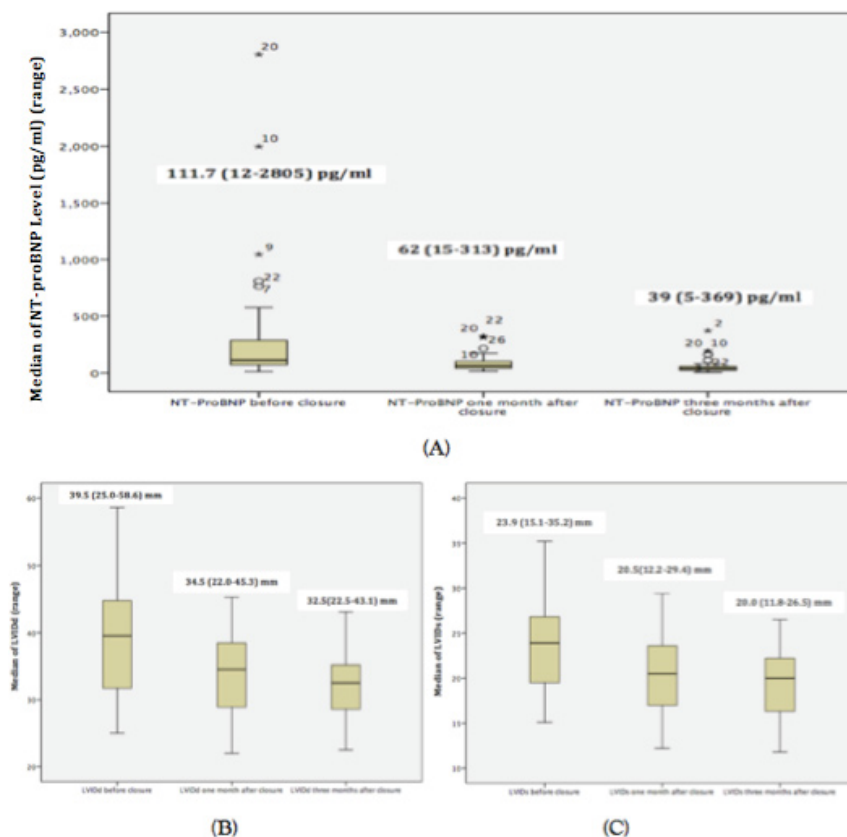 Median of NT-proBNP Level (pg/ml) (range)
3,000
2,500
2,000
1,500
1,000
500
0
20
10
111.7 (12-2805) pg/ml
9
22
7
62 (15-313) pg/ml
20 22
26
10
39 (5-369) pg/ml
2
20 10
NT-ProBNP before closure
NT-ProBNP one month after
closure
NT-ProBNP three months after
closure
(A)
Median of LVIDd (range)
60
50
40
30
20
39.5 (25.0-58.6) mm
34.5 (22.0-45.3) mm
32.5(22.5-43.1) mm
LVIDd before closure
LVIDd one month after closure
LVIDd three months after closure
(B)
Median of LVIDs (range)
40
35
30
25
20
15
10
23.9 (15.1-35.2) mm
20.5(12.2-29.4) mm
20.0 (11.8-26.5) mm
LVIDs before closure
LVIDs one month after closure
LVIDs three months after closure
(C)